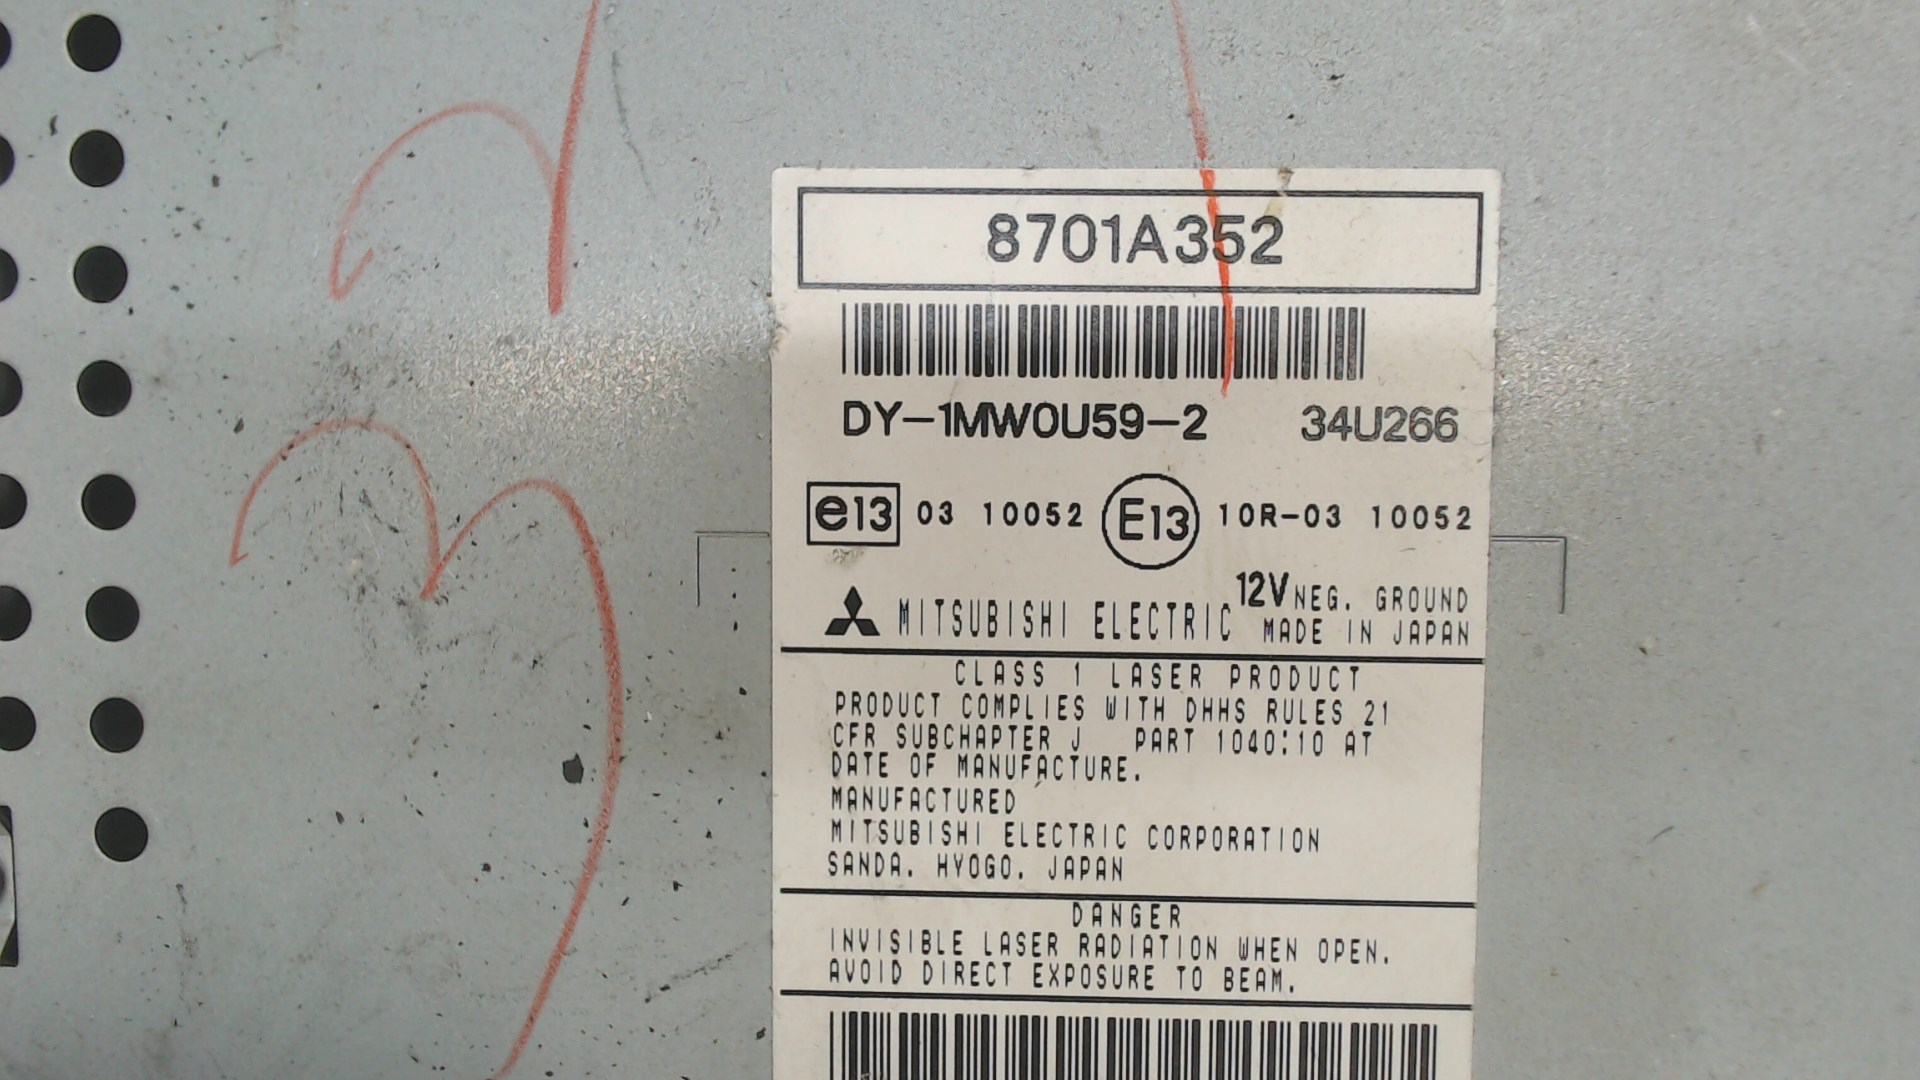 8701A352
DY-1MW0U59-2 34U266
e13 03 10052 E13 10R-03 10052
MITSUBISHI ELECTRIC 12V NEG. GROUND
MADE IN JAPAN
CLASS 1 LASER PRODUCT
PRODUCT COMPLIES WITH DHHS RULES 21
CFR SUBCHAPTER J PART 1040:10 AT
DATE OF MANUFACTURE.
MANUFACTURED
MITSUBISHI ELECTRIC CORPORATION
SANDA. HYOGO. JAPAN
DANGER
INVISIBLE LASER RADIATION WHEN OPEN.
AVOID DIRECT EXPOSURE TO BEAM.